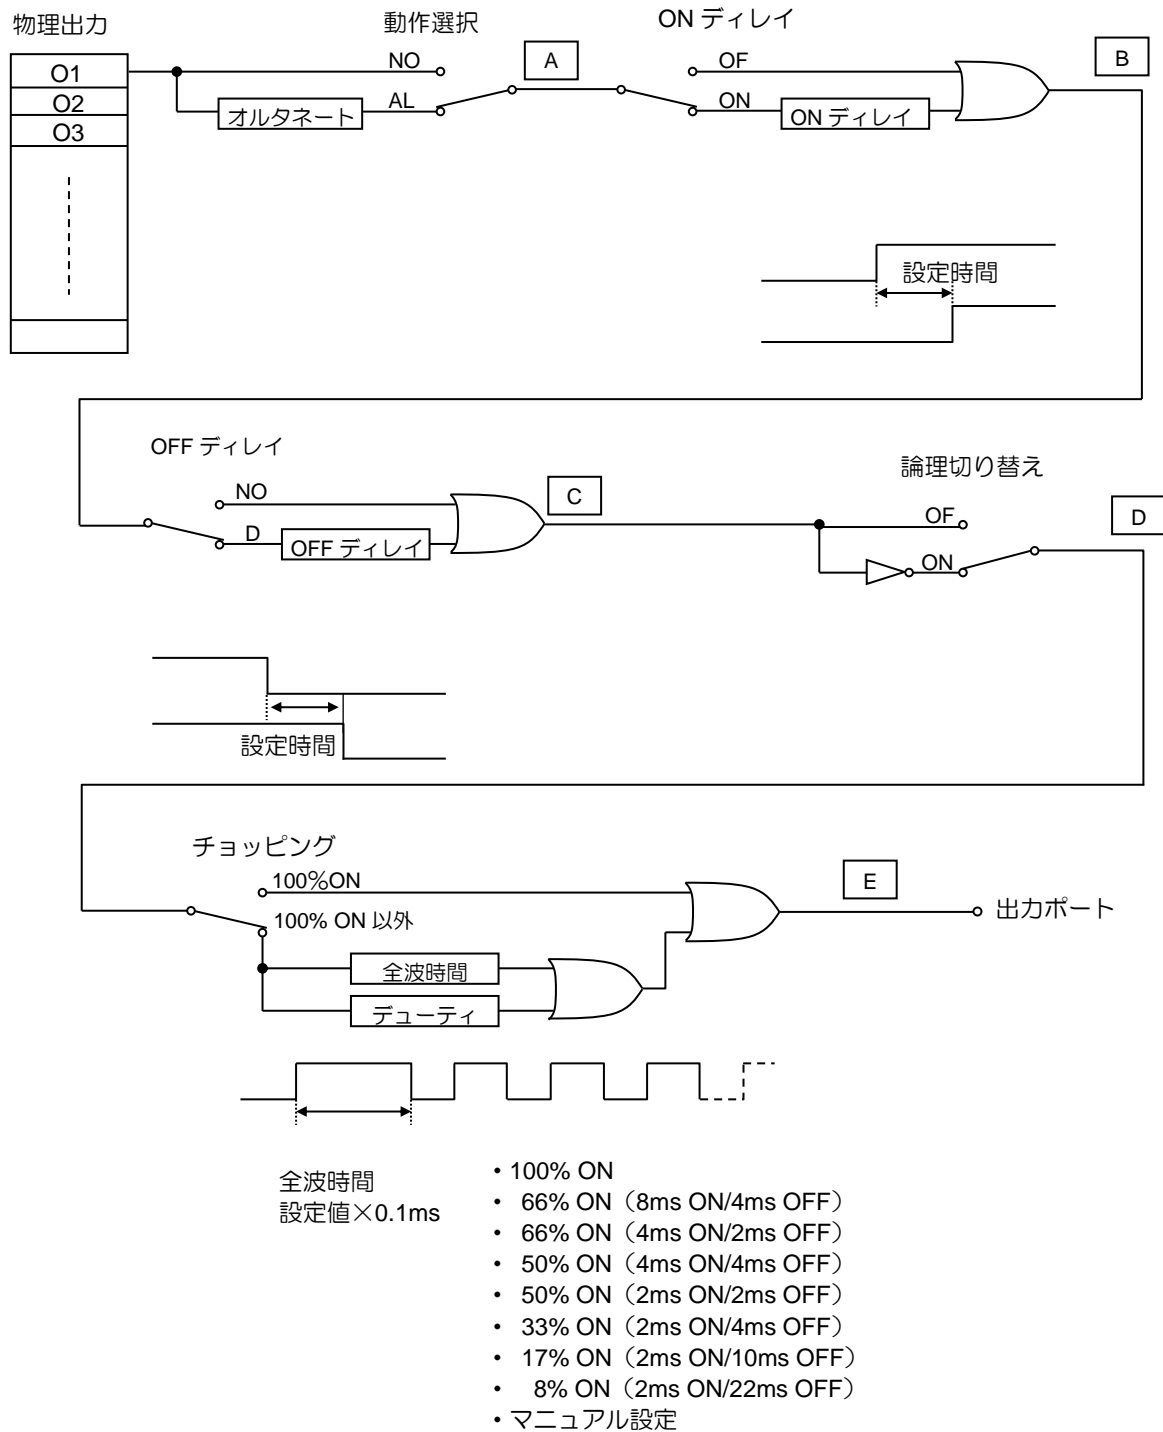 物理出力
動作選択
ON ディレイ
O1
O2
O3
NO
AL
オルタネート
A
OF
ON
ON ディレイ
B
設定時間
OFF ディレイ
NO
D
OFF ディレイ
C
論理切り替え
OF
ON
D
設定時間
チョッピング
100%ON
100% ON 以外
全波時間
デューティ
E
出力ポート
全波時間
設定値×0.1ms
・100% ON
・ 66% ON（8ms ON/4ms OFF）
・ 66% ON（4ms ON/2ms OFF）
・ 50% ON（4ms ON/4ms OFF）
・ 50% ON（2ms ON/2ms OFF）
・ 33% ON（2ms ON/4ms OFF）
・ 17% ON（2ms ON/10ms OFF）
・ 8% ON（2ms ON/22ms OFF）
・マニュアル設定